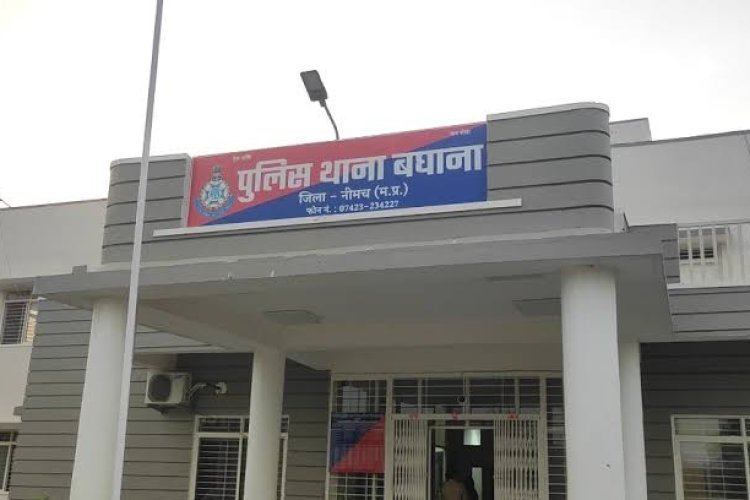 पुलिस थाना बघाना
जिला - नीमच (म.प्र.)
फोन नं. : 07423-234227